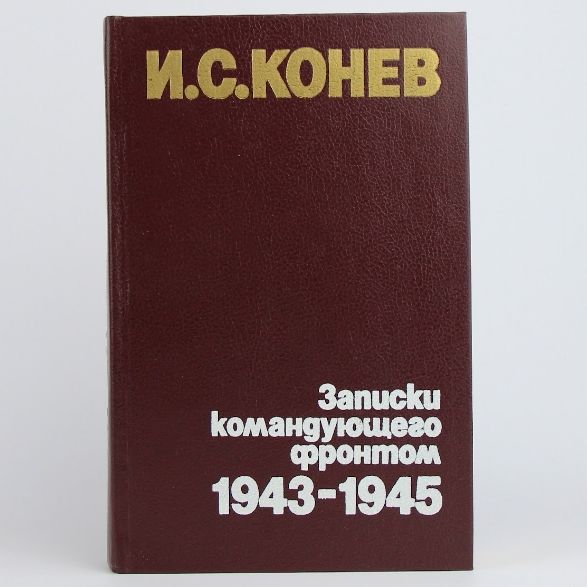 И.С.КОНЕВ
Записки
командующего
фронтом
1943-1945